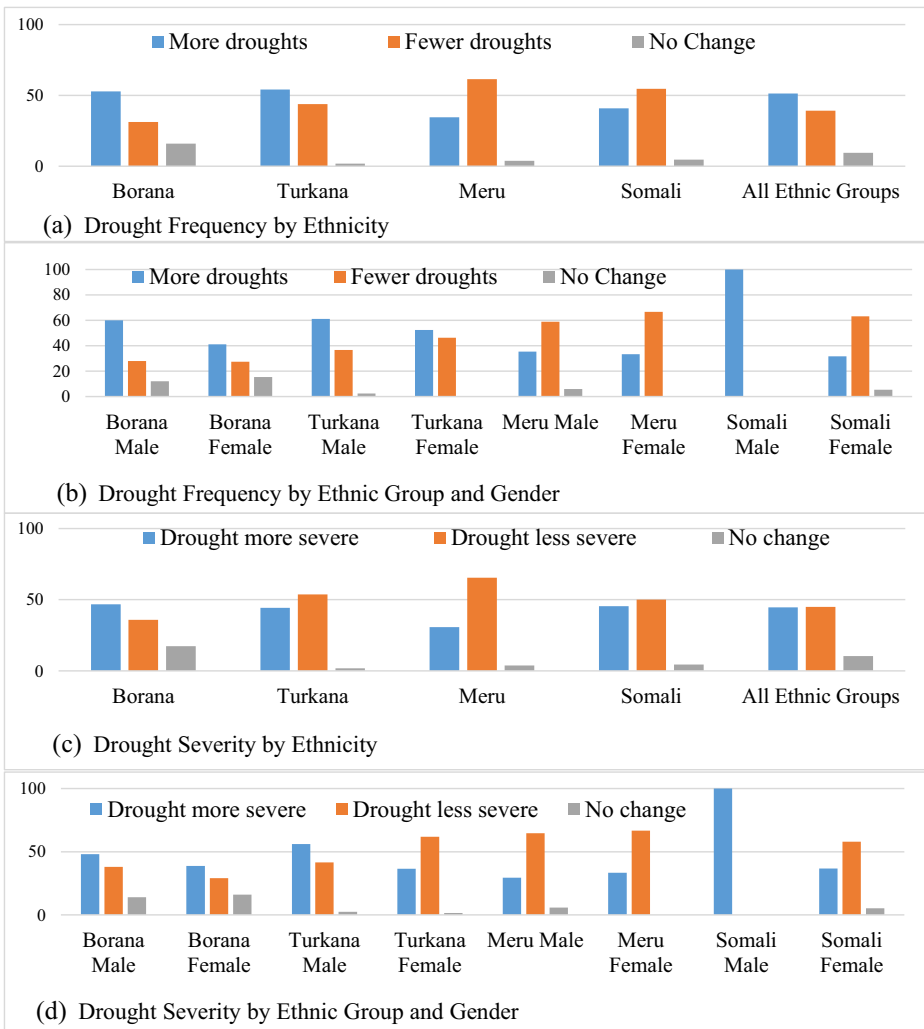 100
More droughts Fewer droughts No Change
50
0
Borana Turkana Meru Somali All Ethnic Groups
(a) Drought Frequency by Ethnicity
100
More droughts Fewer droughts No Change
80
60
40
20
0
Borana Borana Turkana Turkana Meru Male Meru Somali Somali
Male Female Male Female Female Male Female
(b) Drought Frequency by Ethnic Group and Gender
100
Drought more severe Drought less severe No change
50
0
Borana Turkana Meru Somali All Ethnic Groups
(c) Drought Severity by Ethnicity
100
Drought more severe Drought less severe No change
50
0
Borana Borana Turkana Turkana Meru Male Meru Somali Somali
Male Female Male Female Female Male Female
(d) Drought Severity by Ethnic Group and Gender